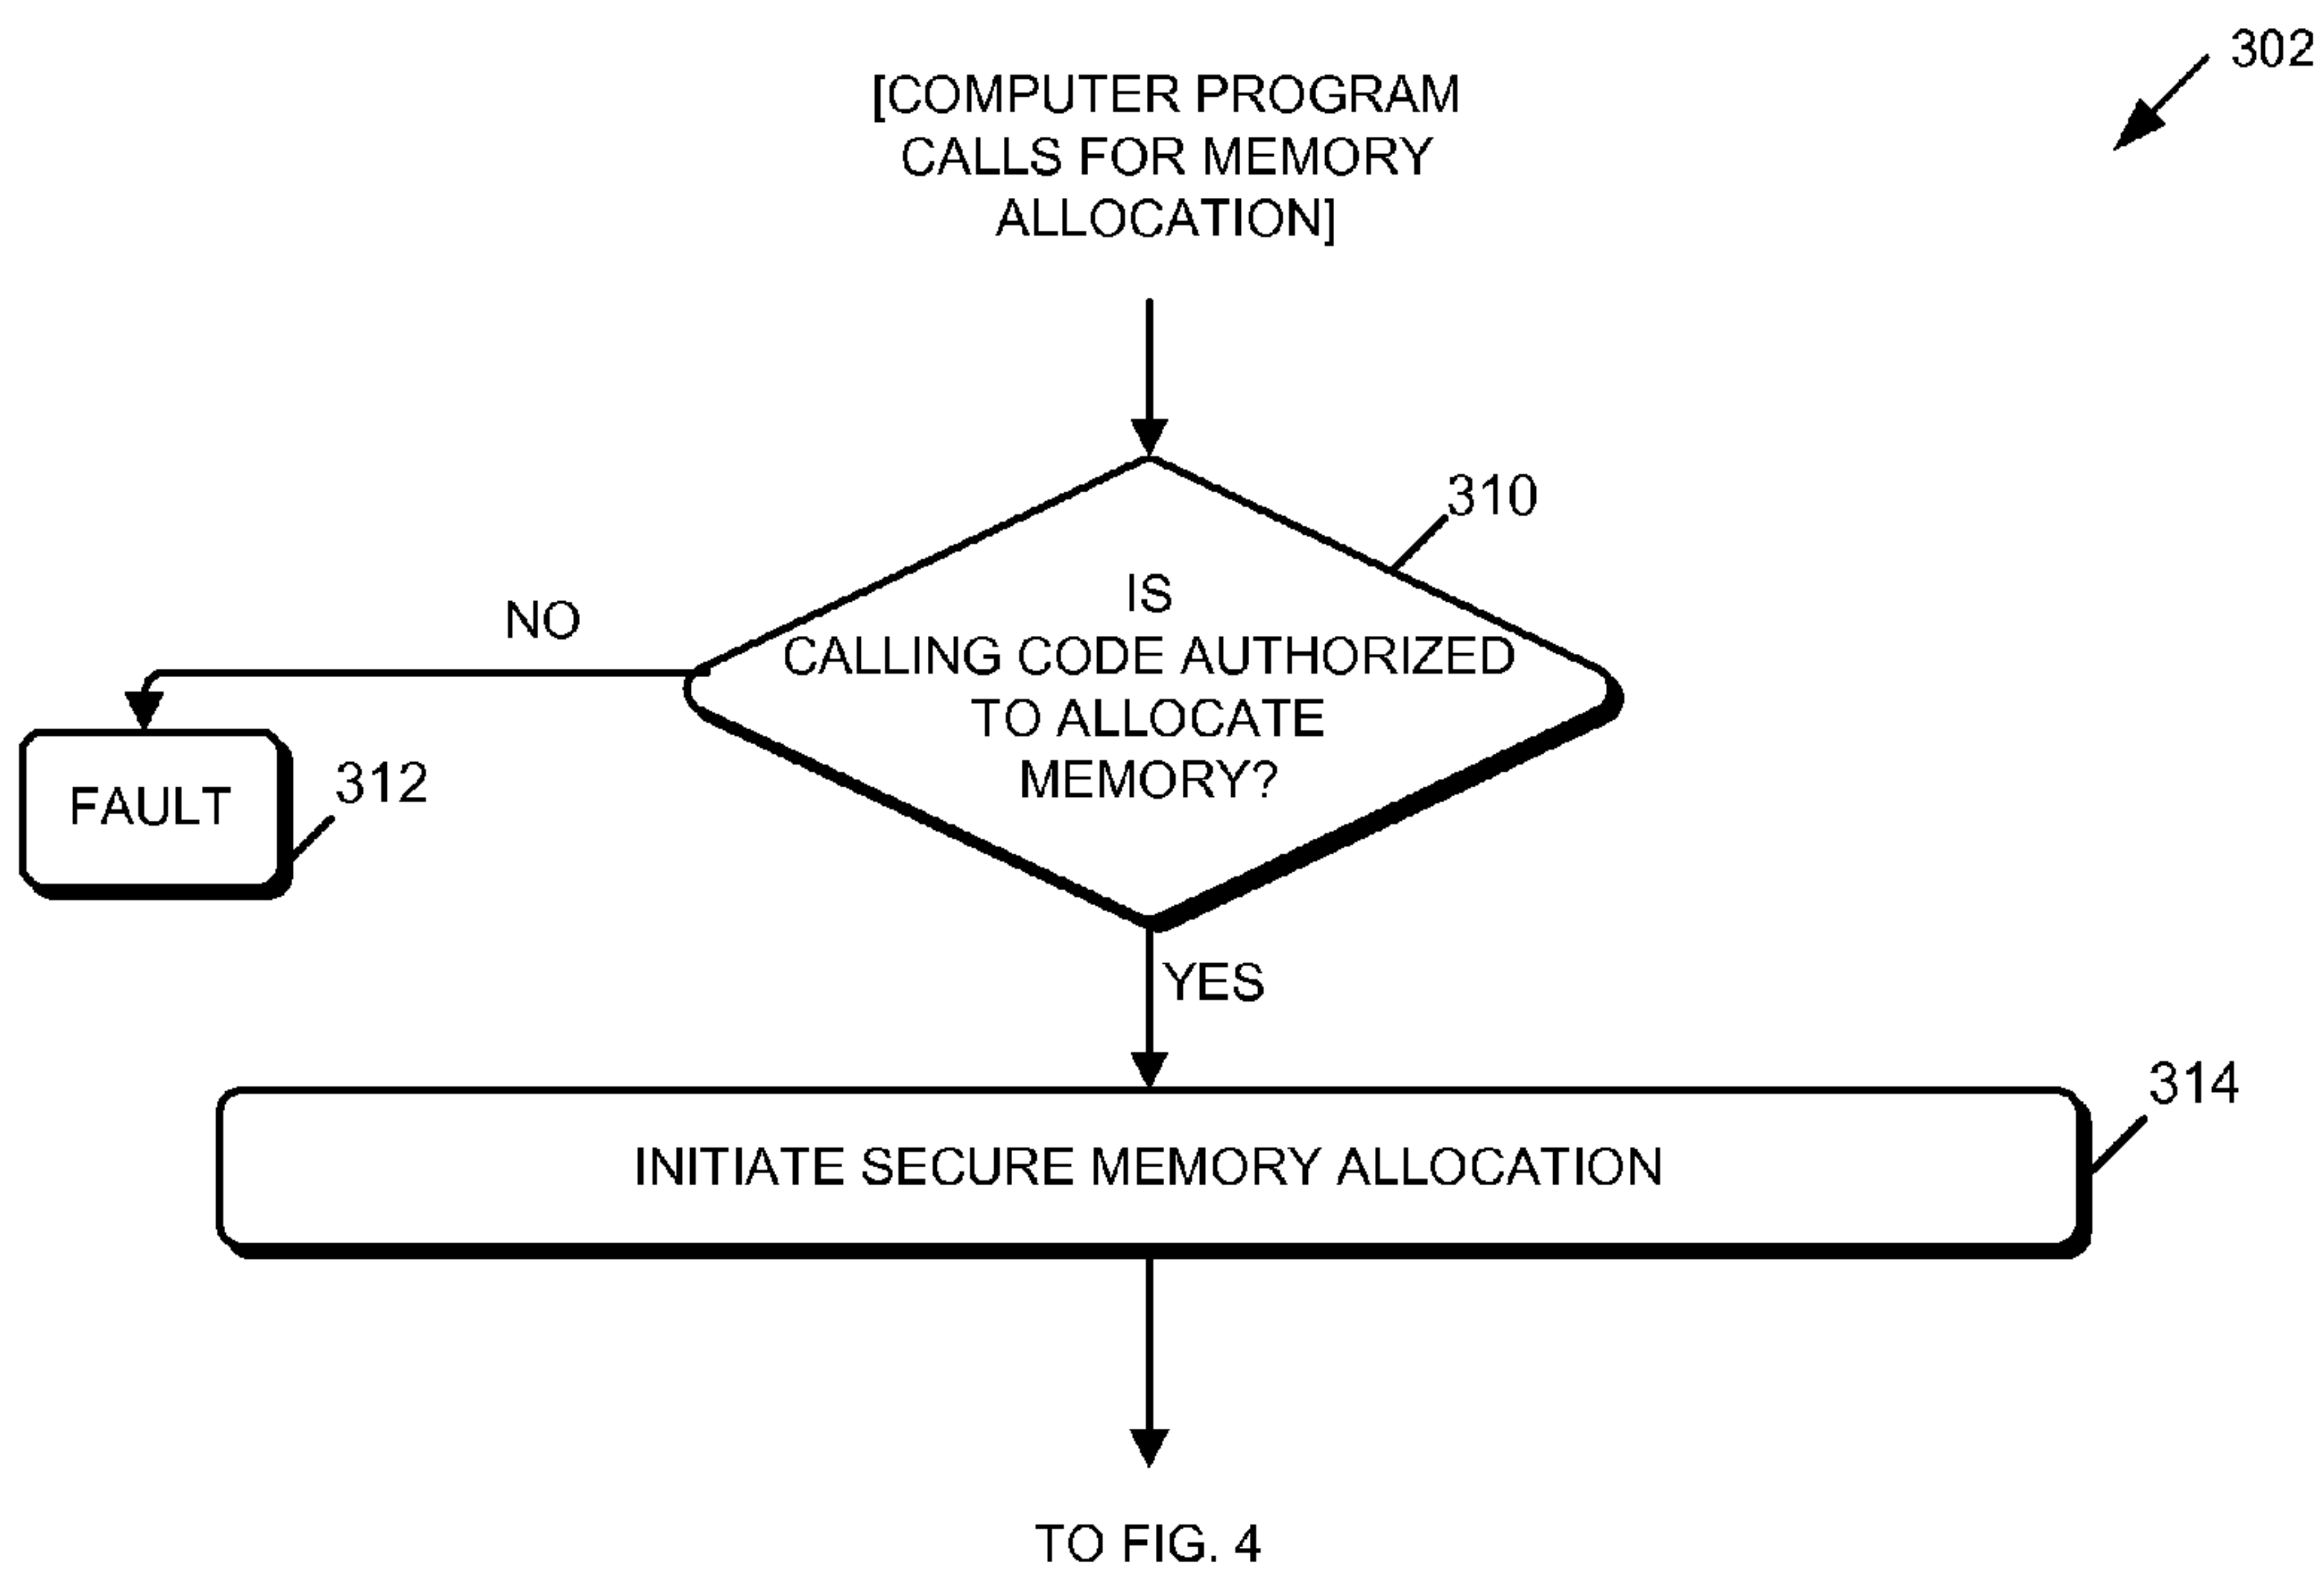 302
[COMPUTER PROGRAM
CALLS FOR MEMORY
ALLOCATION]
310
IS
CALLING CODE AUTHORIZED
TO ALLOCATE
MEMORY?
NO
FAULT
312
YES
314
INITIATE SECURE MEMORY ALLOCATION
TO FIG. 4